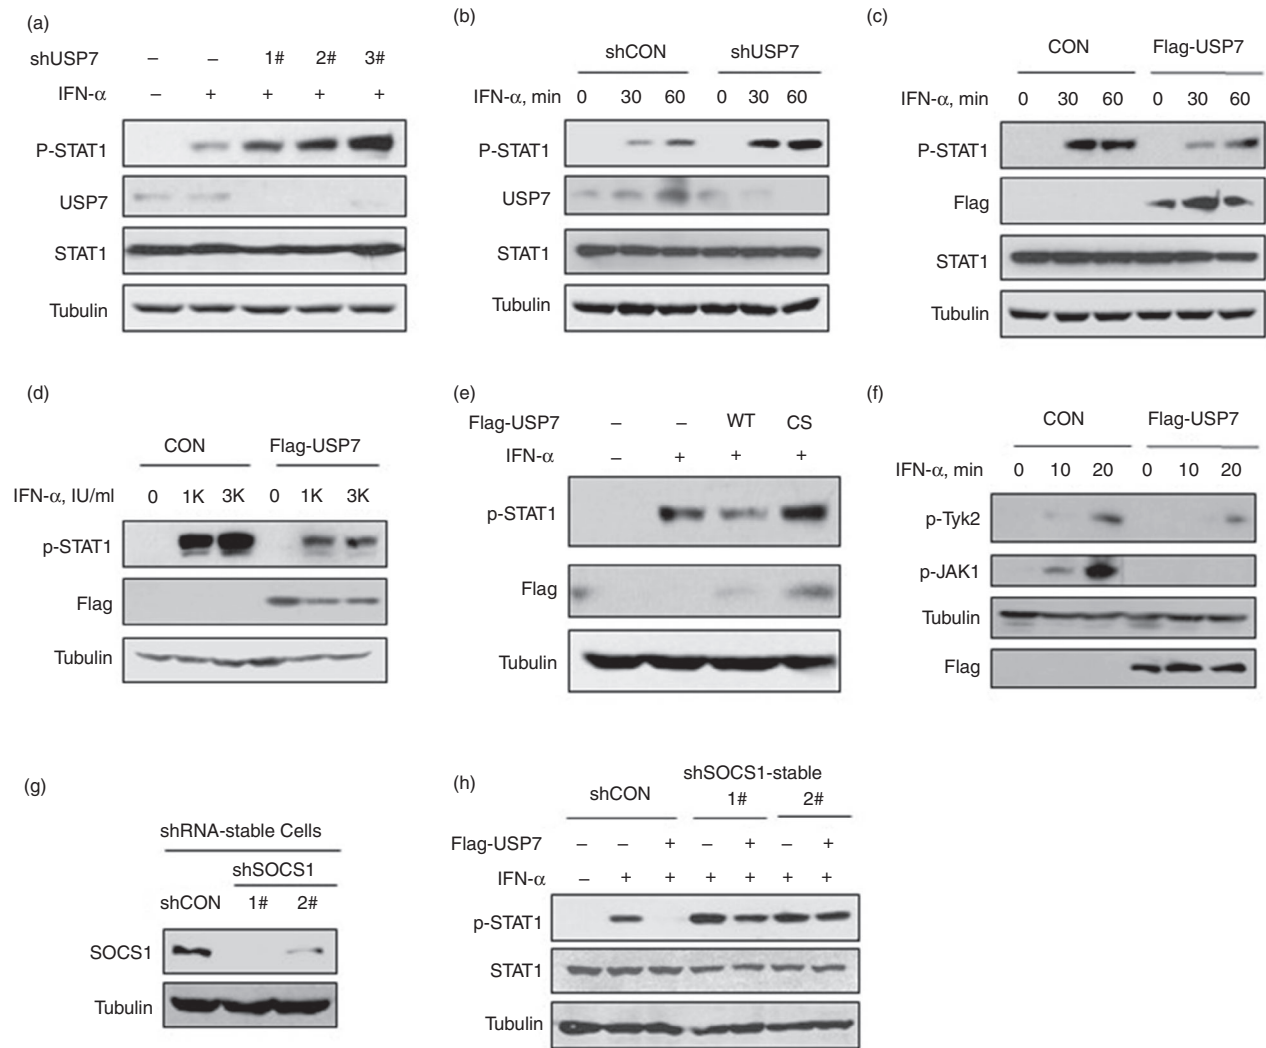 (a)
shUSP7 – – 1# 2# 3#
IFN-α – + + + +
P-STAT1
USP7
STAT1
Tubulin
(b)
shCON shUSP7
IFN-α, min 0 30 60 0 30 60
P-STAT1
USP7
STAT1
Tubulin
(c)
CON Flag-USP7
IFN-α, min 0 30 60 0 30 60
P-STAT1
Flag
STAT1
Tubulin
(d)
CON Flag-USP7
IFN-α, IU/ml 0 1K 3K 0 1K 3K
p-STAT1
Flag
Tubulin
(e)
Flag-USP7 – – WT CS
IFN-α – + + +
p-STAT1
Flag
Tubulin
(f)
CON Flag-USP7
IFN-α, min 0 10 20 0 10 20
p-Tyk2
p-JAK1
Tubulin
Flag
(g)
shRNA-stable Cells
shSOCS1
shCON 1# 2#
SOCS1
Tubulin
(h)
shSOCS1-stable
shCON 1# 2#
Flag-USP7 – – + – + – +
IFN-α – + + + + + +
p-STAT1
STAT1
Tubulin